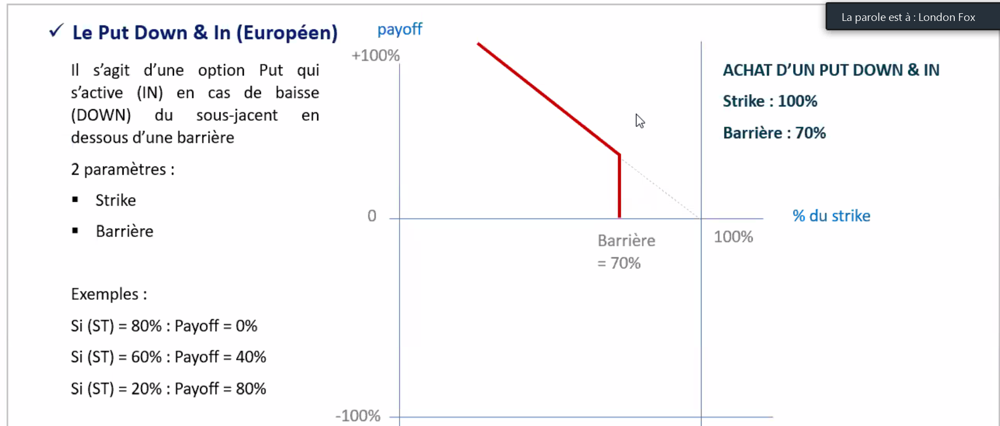 La parole est à : London Fox
✓ Le Put Down & In (Européen)
Il s’agit d’une option Put qui
s’active (IN) en cas de baisse
(DOWN) du sous-jacent en
dessous d’une barrière
2 paramètres :
▪ Strike
▪ Barrière
Exemples :
Si (ST) = 80% : Payoff = 0%
Si (ST) = 60% : Payoff = 40%
Si (ST) = 20% : Payoff = 80%
payoff
+100%
0
-100%
Barrière
= 70%
100%
% du strike
ACHAT D’UN PUT DOWN & IN
Strike : 100%
Barrière : 70%